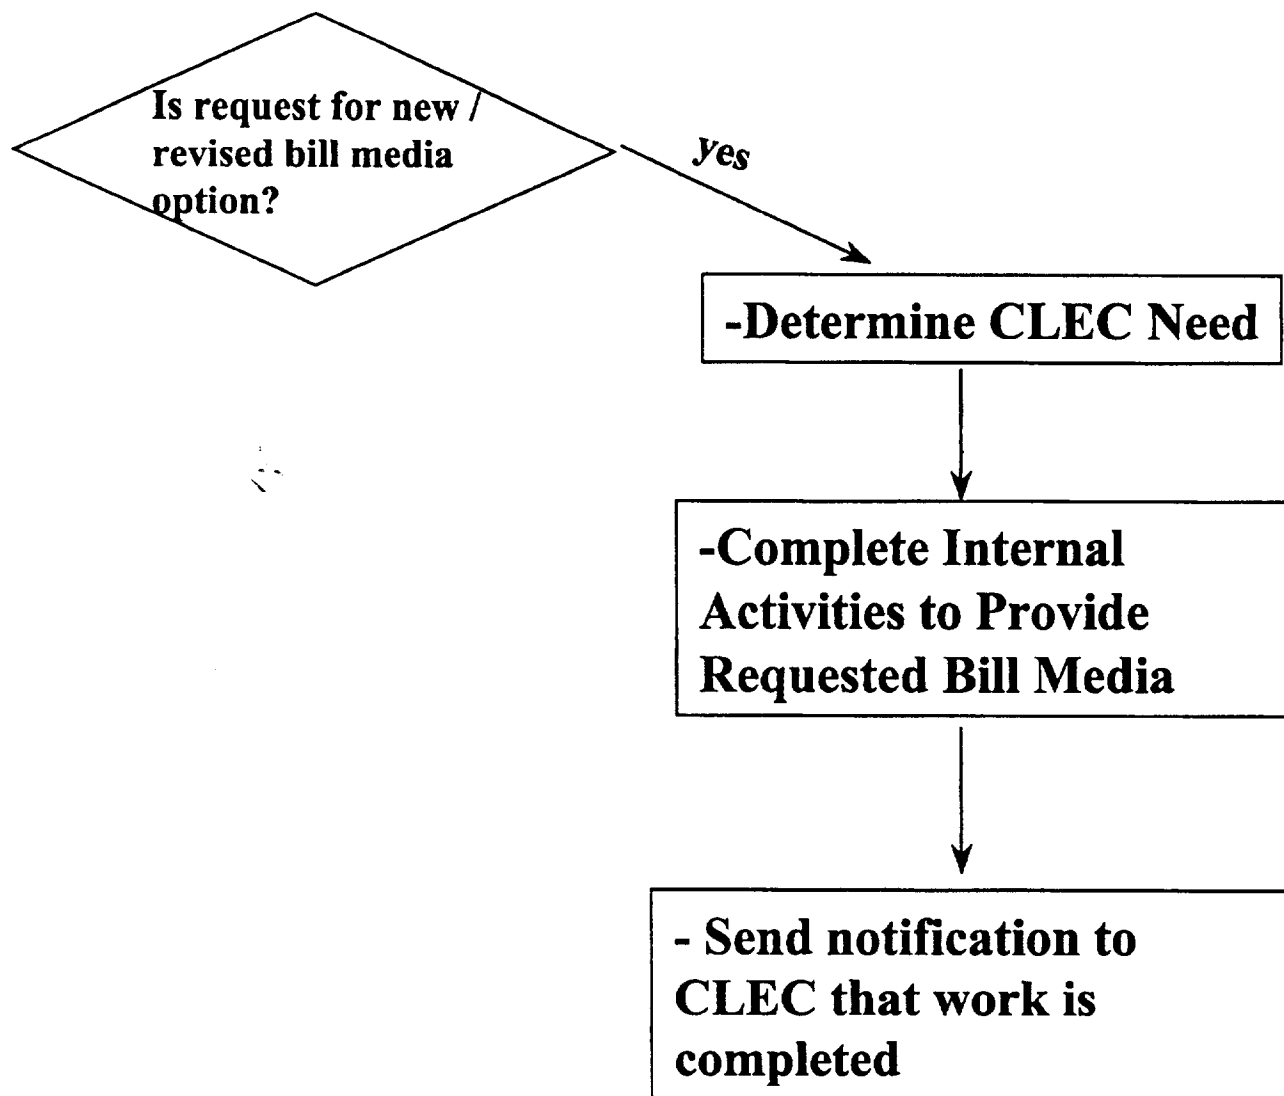 Is request for new /
revised bill media
option?
yes
-Determine CLEC Need
-Complete Internal
Activities to Provide
Requested Bill Media
- Send notification to
CLEC that work is
completed